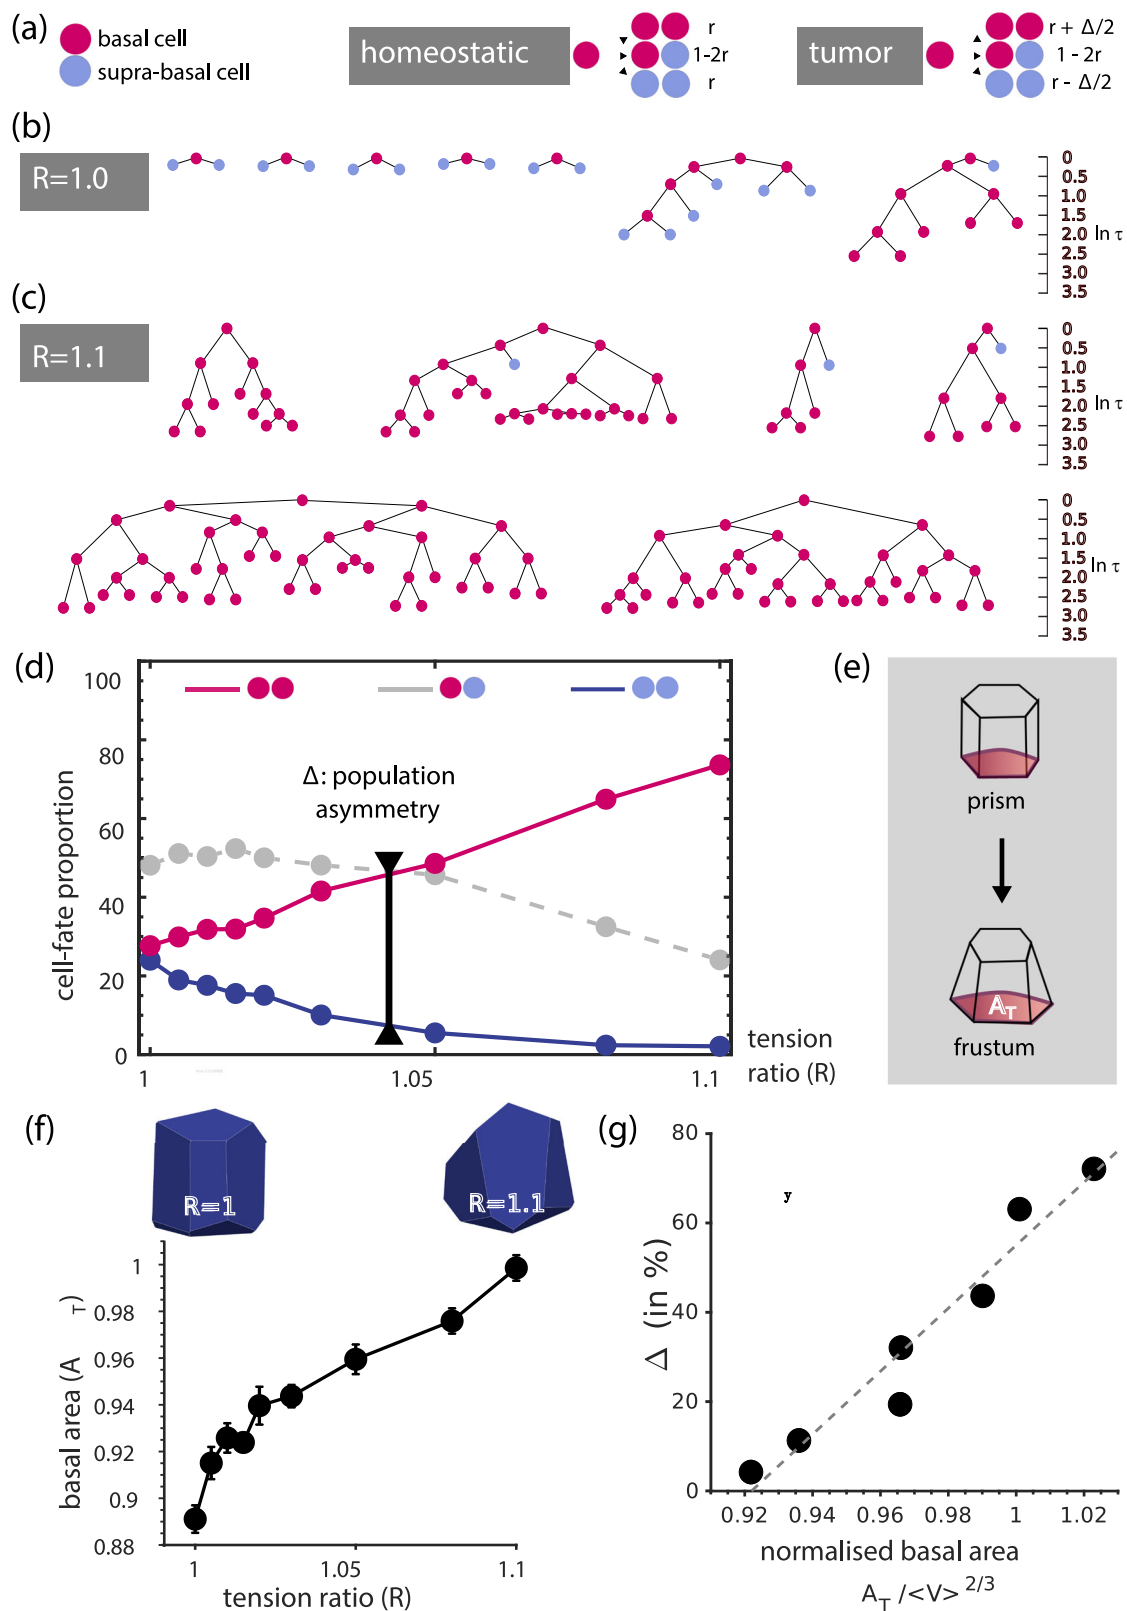 (a)
basal cell
supra-basal cell
homeostatic
r
1-2r
r
tumor
r + Δ/2
1 - 2r
r - Δ/2
(b)
R=1.0
0
0.5
1.0
1.5
2.0
2.5
3.0
3.5
ln τ
(c)
R=1.1
0
0.5
1.0
1.5
2.0
2.5
3.0
3.5
ln τ
0
0.5
1.0
1.5
2.0
2.5
3.0
3.5
ln τ
(d)
100
80
60
40
20
0
cell-fate proportion
Δ: population
asymmetry
1
1.05
1.1
tension
ratio (R)
(e)
prism
A_T
frustum
(f)
R=1
R=1.1
1
0.98
0.96
0.94
0.92
0.9
0.88
basal area (A
T)
1
1.05
1.1
tension ratio (R)
(g)
80
60
40
20
0
Δ (in %)
y
0.92
0.94
0.96
0.98
1
1.02
normalised basal area
A_T /<V> ^2/3